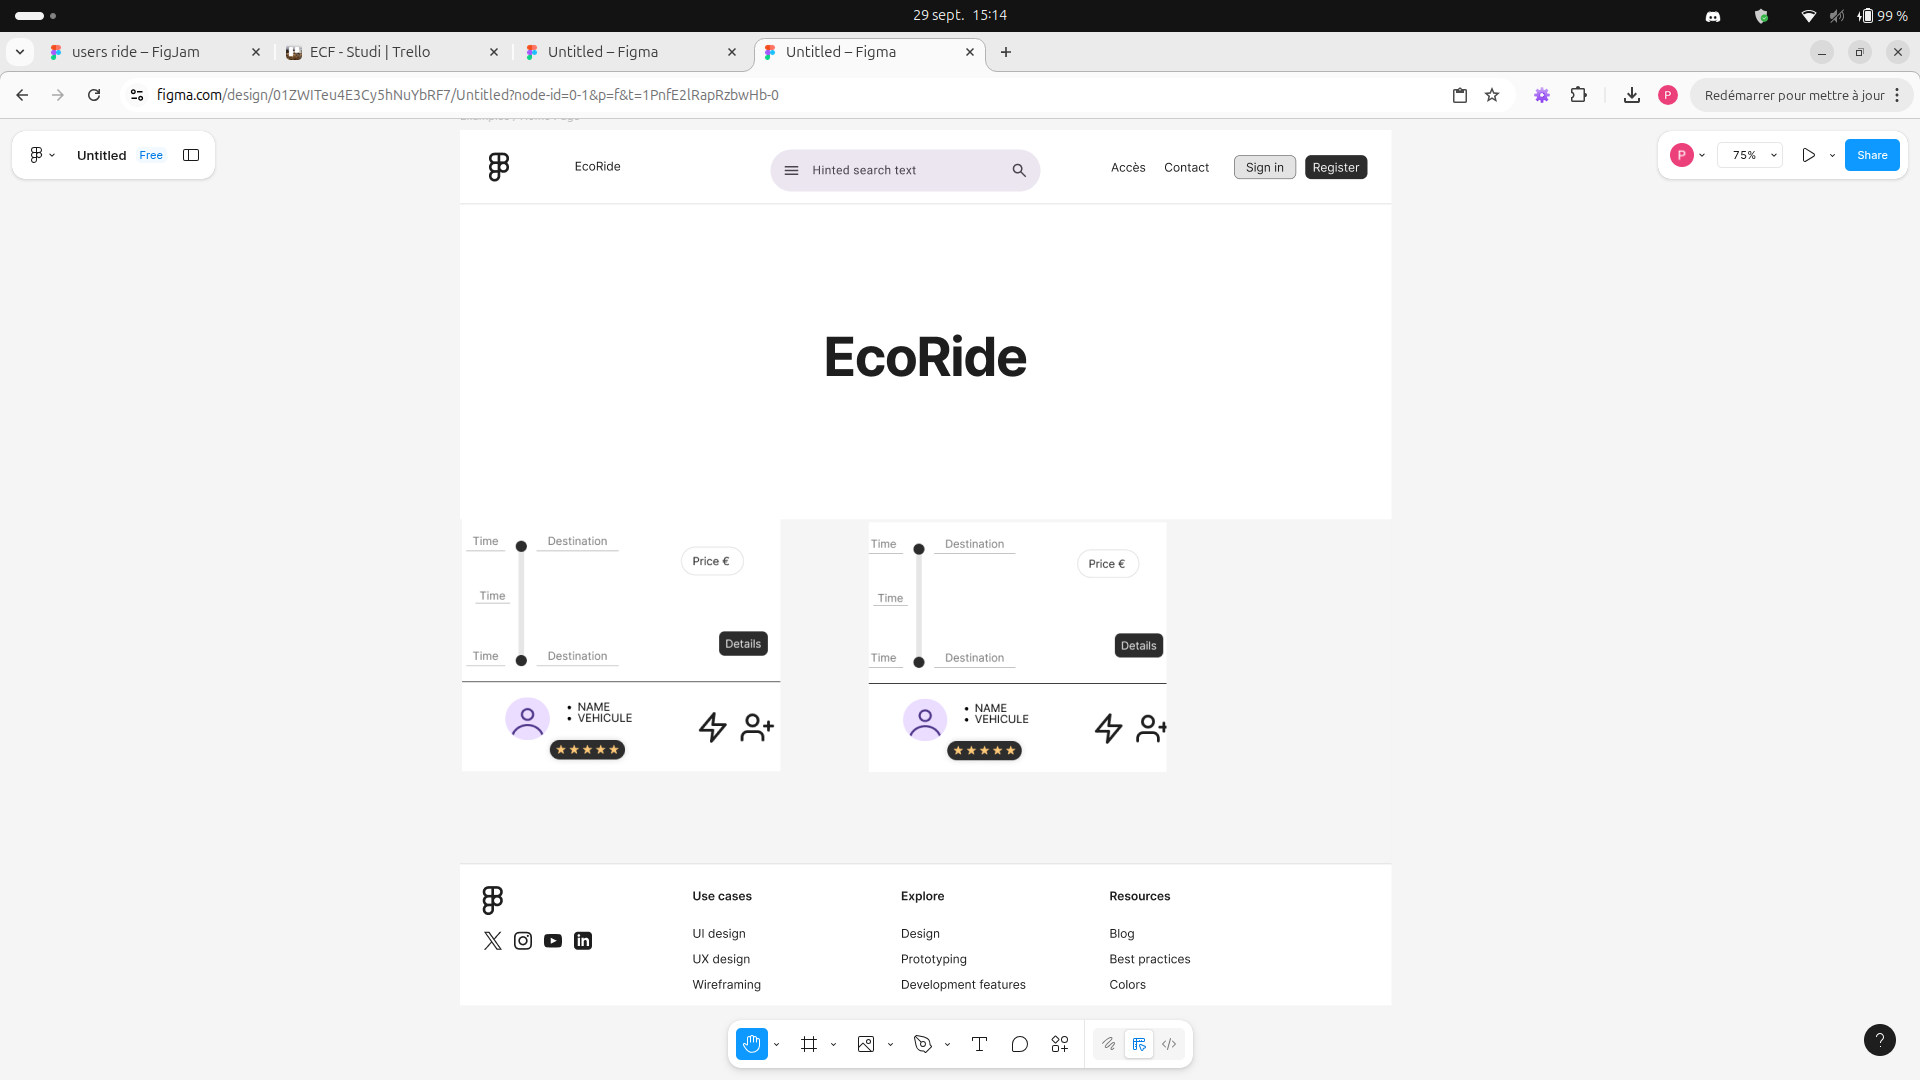 29 sept. 15:14
99 %
users ride – FigJam
ECF - Studi | Trello
Untitled – Figma
Untitled – Figma
figma.com/design/01ZWITeu4E3Cy5hNuYbRF7/Untitled?node-id=0-1&p=f&t=1PnfE2lRapRzbwHb-0
P
Redémarrer pour mettre à jour
Untitled Free
P
75%
Share
EcoRide
Hinted search text
Accès
Contact
Sign in
Register
EcoRide
Time
Destination
Price €
Time
Details
Time
Destination
NAME
VEHICULE
Time
Destination
Price €
Time
Details
Time
Destination
NAME
VEHICULE
Use cases
UI design
UX design
Wireframing
Explore
Design
Prototyping
Development features
Resources
Blog
Best practices
Colors
?